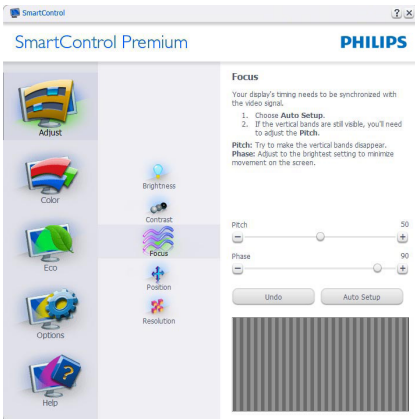 SmartControl
? ×
SmartControl Premium
PHILIPS
Adjust
Color
Eco
Options
Help
Brightness
Contrast
Focus
Position
Resolution
Focus
Your display's timing needs to be synchronized with
the video signal.
1. Choose Auto Setup.
2. If the vertical bands are still visible, you'll need
to adjust the Pitch.
Pitch: Try to make the vertical bands disappear.
Phase: Adjust to the brightest setting to minimize
movement on the screen.
Pitch 50
Phase 90
Undo Auto Setup